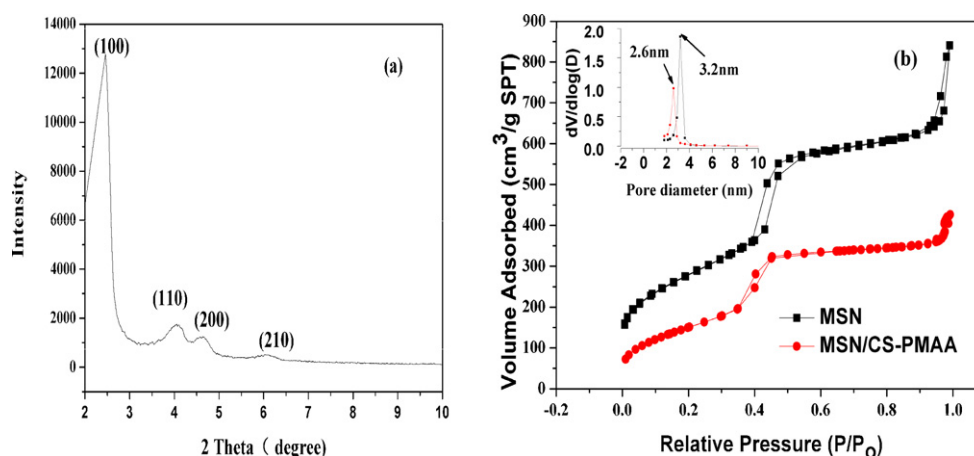 (a)
(100)
(110)
(200)
(210)
14000
12000
10000
8000
6000
4000
2000
0
Intensity
2 3 4 5 6 7 8 9 10
2 Theta ( degree)
(b)
900
800
700
600
500
400
300
200
100
0
Volume Adsorbed (cm3/g SPT)
-0.2 0.0 0.2 0.4 0.6 0.8 1.0
Relative Pressure (P/PO)
MSN
MSN/CS-PMAA
2.6nm
3.2nm
2.0
1.5
1.0
0.5
0.0
dV/dlog(D)
-2 0 2 4 6 8 10
Pore diameter (nm)